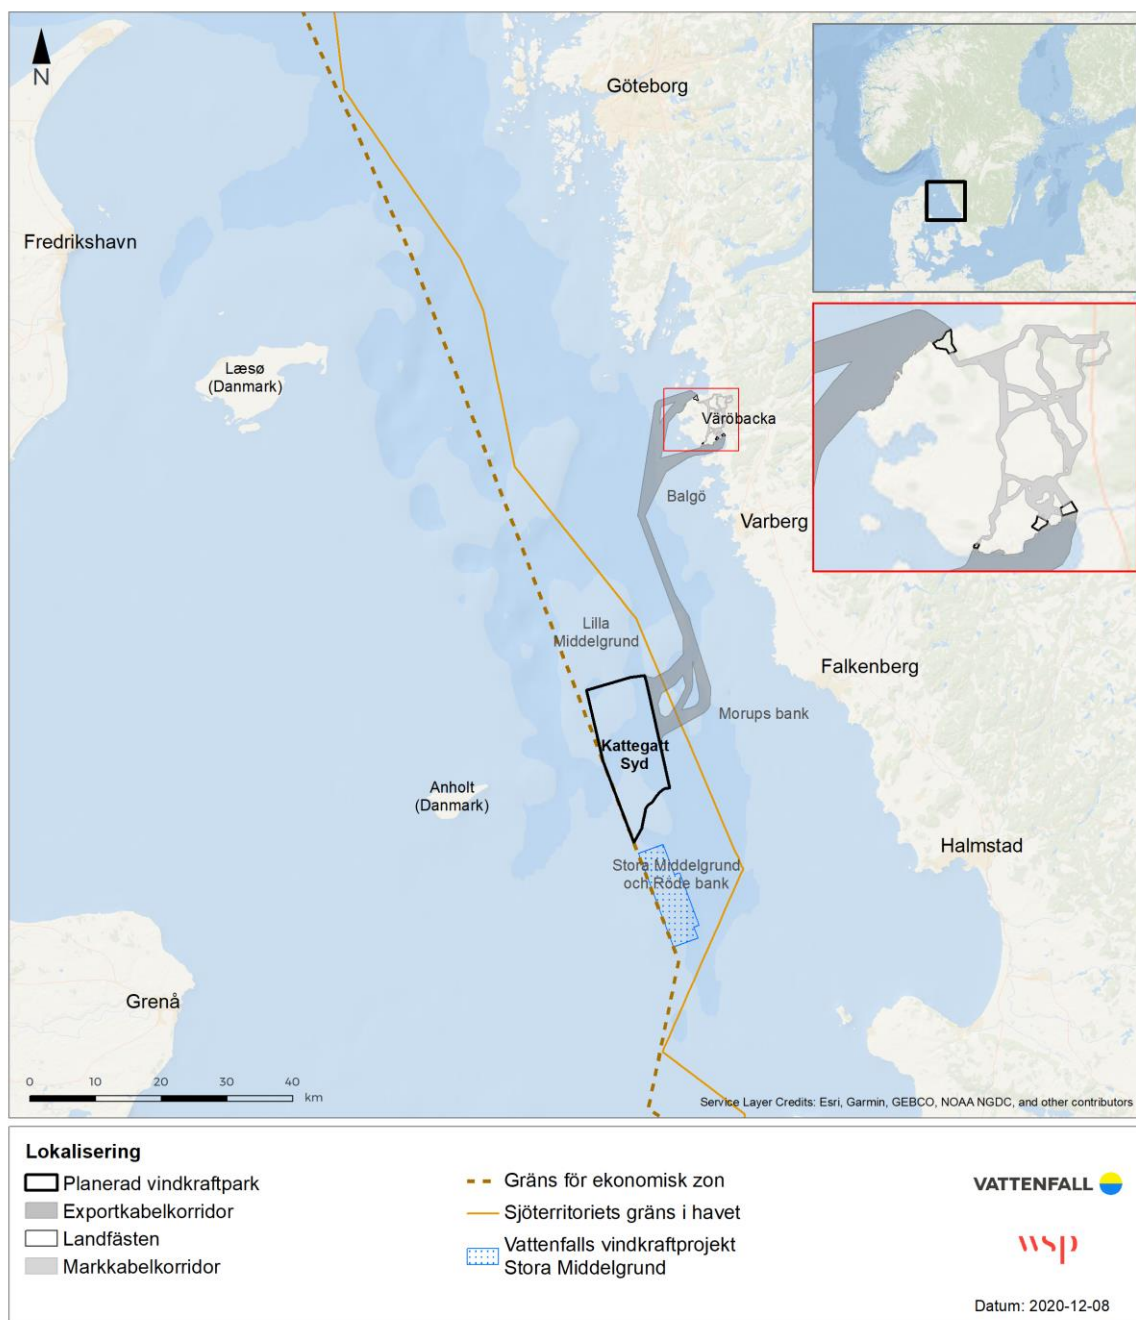 N
Göteborg
Fredrikshavn
Læsø
(Danmark)
Väröbacka
Balgö
Varberg
Lilla
Middelgrund
Falkenberg
Morups bank
Kattegatt
Syd
Anholt
(Danmark)
Halmstad
Stora Middelgrund
och Röde bank
Grenå
0 10 20 30 40
km
Service Layer Credits: Esri, Garmin, GEBCO, NOAA NGDC, and other contributors
Lokalisering
Planerad vindkraftpark
Exportkabelkorridor
Landfästen
Markkabelkorridor
Gräns för ekonomisk zon
Sjöterritoriets gräns i havet
Vattenfalls vindkraftprojekt
Stora Middelgrund
VATTENFALL
wsp
Datum: 2020-12-08